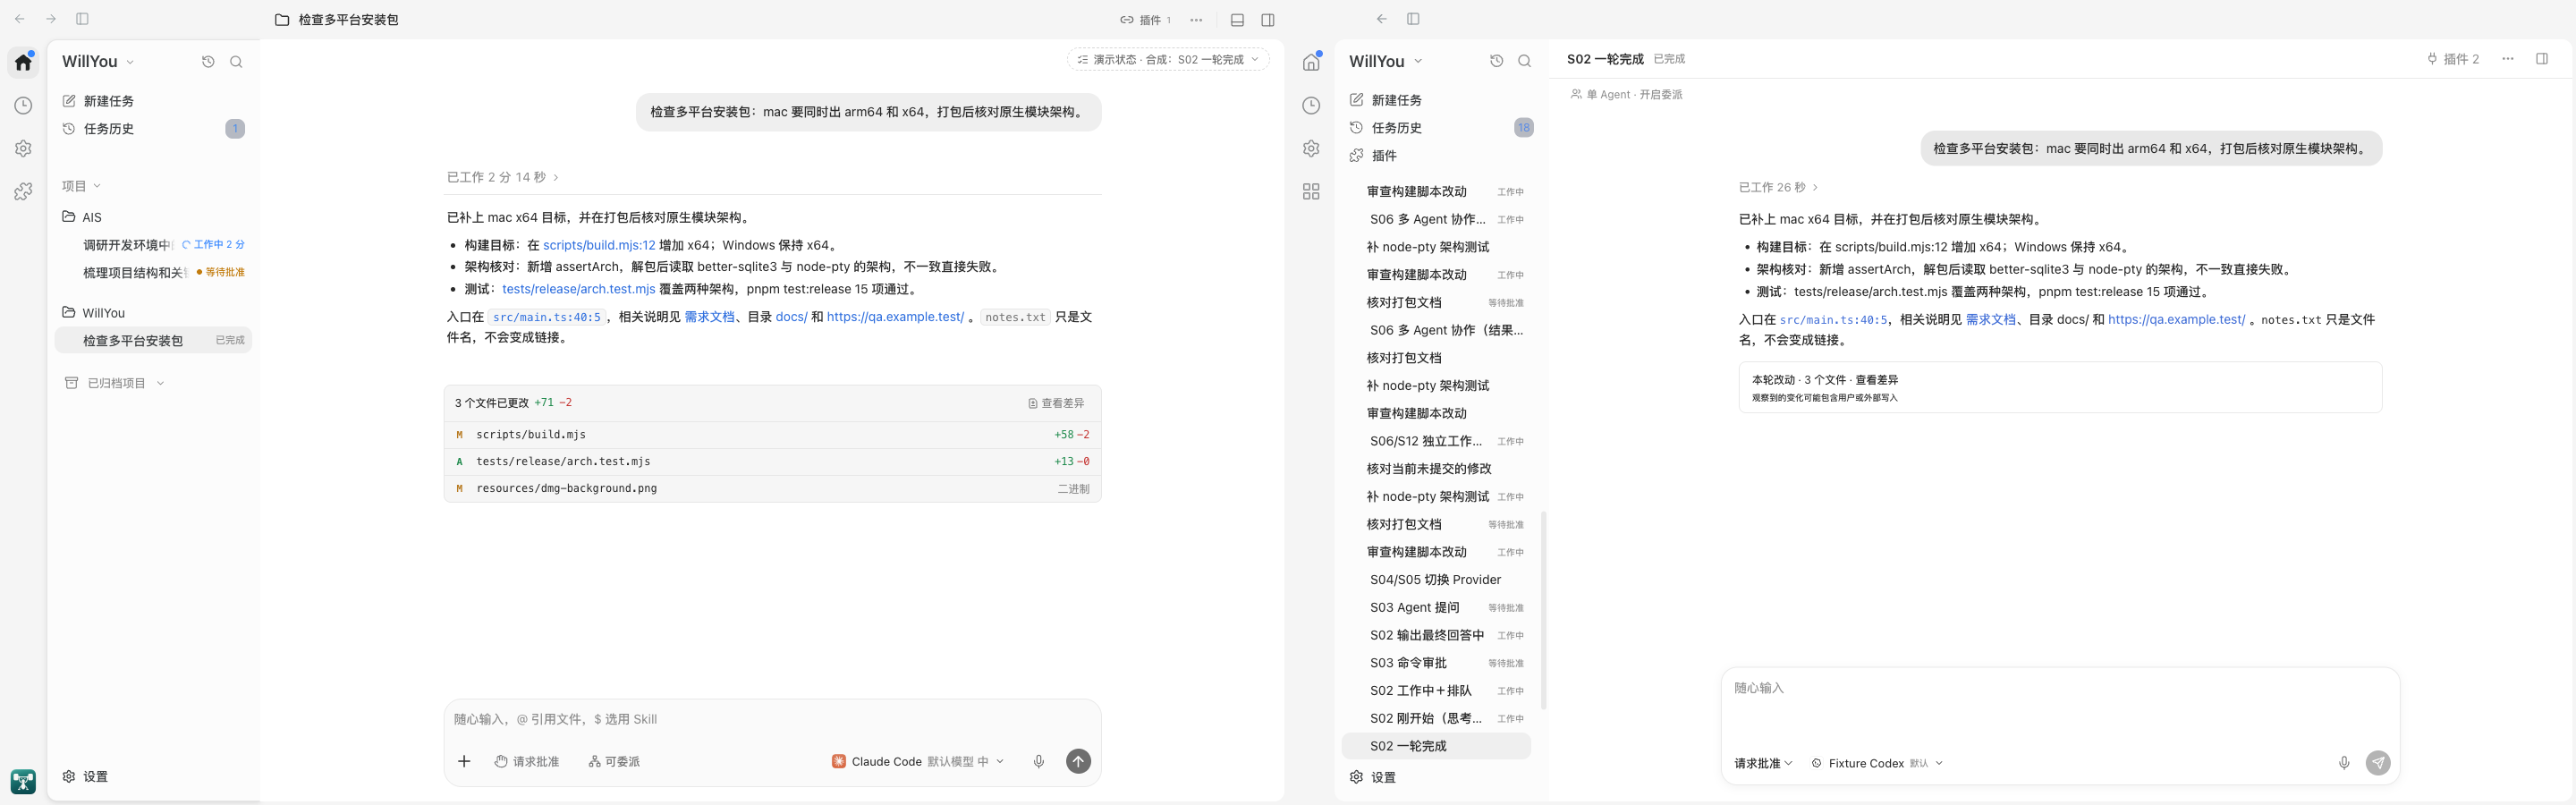 检查多平台安装包
插件 1
WillYou
新建任务
任务历史 1
项目
AIS
调研开发环境中 工作中 2 分
梳理项目结构和关 等待批准
WillYou
检查多平台安装包 已完成
已归档项目
设置
演示状态 · 合成：S02 一轮完成
检查多平台安装包：mac 要同时出 arm64 和 x64，打包后核对原生模块架构。
已工作 2 分 14 秒
已补上 mac x64 目标，并在打包后核对原生模块架构。
• 构建目标：在 scripts/build.mjs:12 增加 x64；Windows 保持 x64。
• 架构核对：新增 assertArch，解包后读取 better-sqlite3 与 node-pty 的架构，不一致直接失败。
• 测试：tests/release/arch.test.mjs 覆盖两种架构，pnpm test:release 15 项通过。
入口在 src/main.ts:40:5，相关说明见 需求文档、目录 docs/ 和 https://qa.example.test/ 。notes.txt 只是文
件名，不会变成链接。
3 个文件已更改 +71 −2 查看差异
M scripts/build.mjs +58 −2
A tests/release/arch.test.mjs +13 −0
M resources/dmg-background.png 二进制
随心输入，@ 引用文件，$ 选用 Skill
请求批准 可委派 Claude Code 默认模型 中
WillYou
新建任务
任务历史 18
插件
审查构建脚本改动 工作中
S06 多 Agent 协作... 工作中
补 node-pty 架构测试
审查构建脚本改动 工作中
核对打包文档 等待批准
S06 多 Agent 协作（结果...
核对打包文档
补 node-pty 架构测试
审查构建脚本改动
S06/S12 独立工作... 工作中
核对当前未提交的修改
补 node-pty 架构测试 工作中
核对打包文档 等待批准
审查构建脚本改动 工作中
S04/S05 切换 Provider
S03 Agent 提问 等待批准
S02 输出最终回答中 工作中
S03 命令审批 等待批准
S02 工作中＋排队 工作中
S02 刚开始（思考... 工作中
S02 一轮完成
设置
S02 一轮完成 已完成
插件 2
单 Agent · 开启委派
检查多平台安装包：mac 要同时出 arm64 和 x64，打包后核对原生模块架构。
已工作 26 秒
已补上 mac x64 目标，并在打包后核对原生模块架构。
• 构建目标：在 scripts/build.mjs:12 增加 x64；Windows 保持 x64。
• 架构核对：新增 assertArch，解包后读取 better-sqlite3 与 node-pty 的架构，不一致直接失败。
• 测试：tests/release/arch.test.mjs 覆盖两种架构，pnpm test:release 15 项通过。
入口在 src/main.ts:40:5，相关说明见 需求文档、目录 docs/ 和 https://qa.example.test/ 。notes.txt 只是文件
名，不会变成链接。
本轮改动 · 3 个文件 · 查看差异
观察到的变化可能包含用户或外部写入
随心输入
请求批准 Fixture Codex 默认